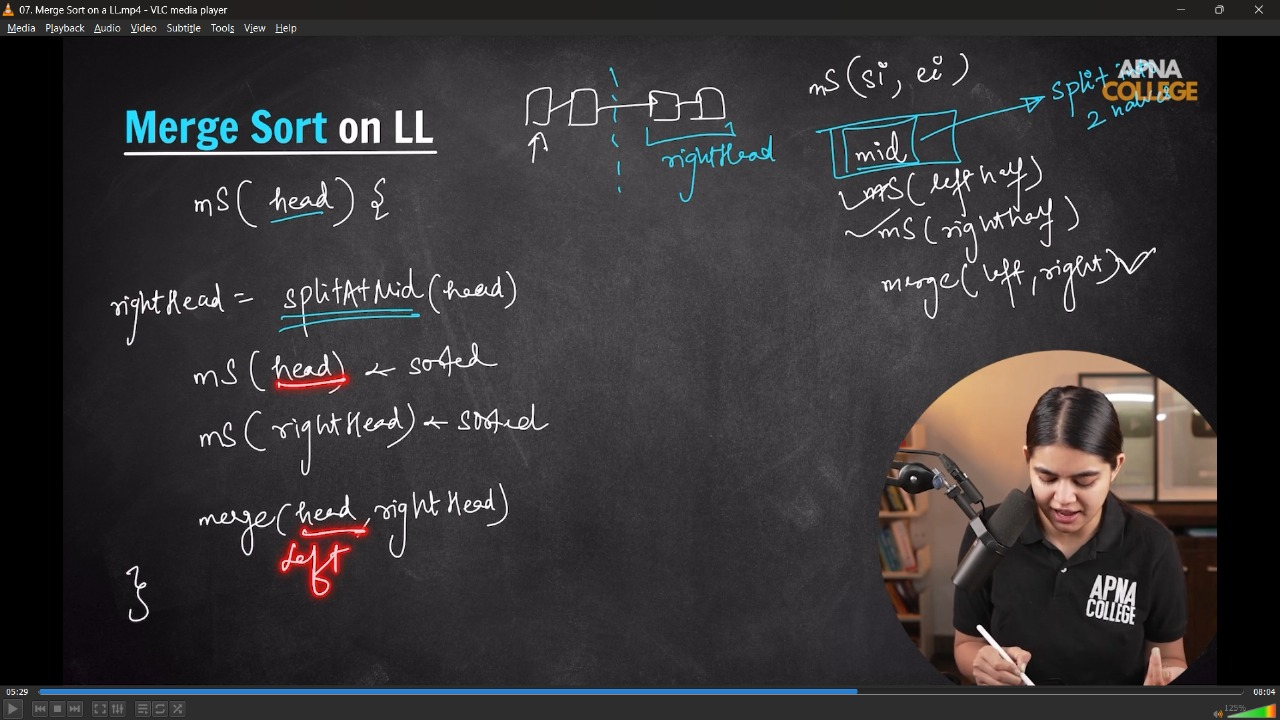 07. Merge Sort on a LL.mp4 - VLC media player
Media Playback Audio Video Subtitle Tools View Help
Merge Sort on LL
mS(head) {
rightHead = splitAtMid(head)
mS(head) ← sorted
mS(rightHead) ← sorted
merge(head, rightHead)
left
}
rightHead
mS(si, ei)
mid
split into
2 halves
mS(left half)
mS(right half)
merge(left, right)
APNA
COLLEGE
APNA
COLLEGE
05:29
08:04
125%